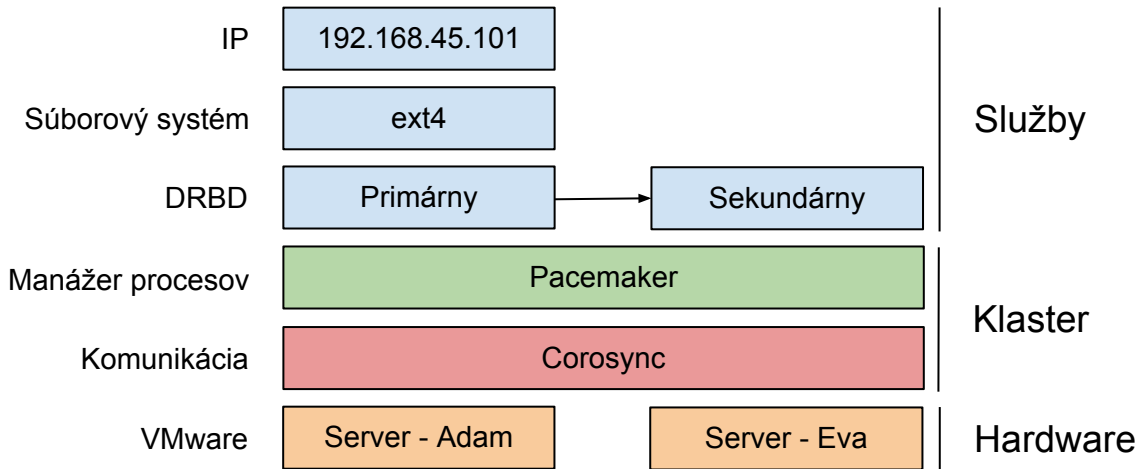 IP
192.168.45.101
Súborový systém
ext4
Služby
DRBD
Primárny
Sekundárny
Manážer procesov
Pacemaker
Klaster
Komunikácia
Corosync
VMware
Server - Adam
Server - Eva
Hardware